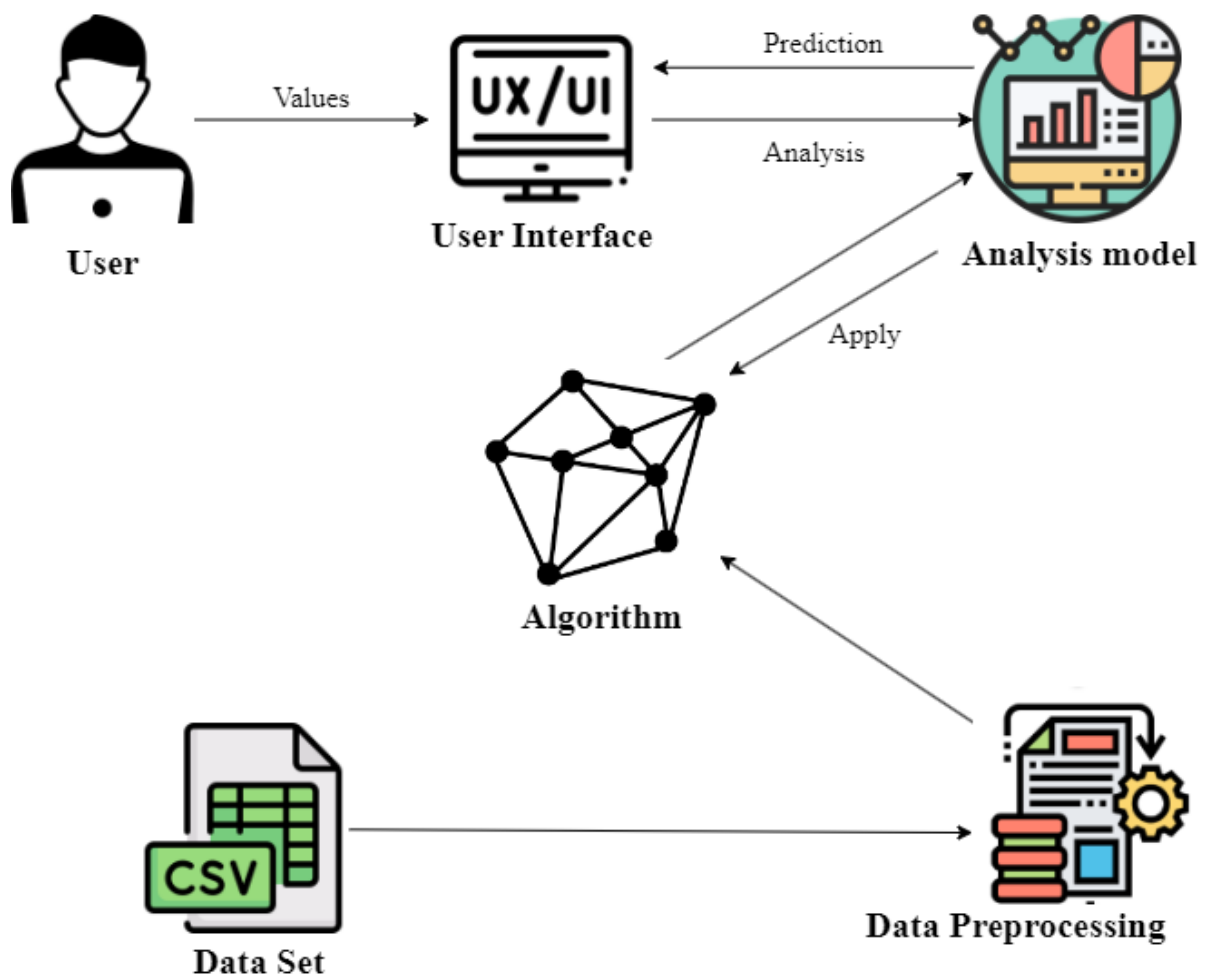 Prediction
Values
UX/UI
Analysis
User Interface
User
Analysis model
Apply
Algorithm
CSV
Data Preprocessing
Data Set